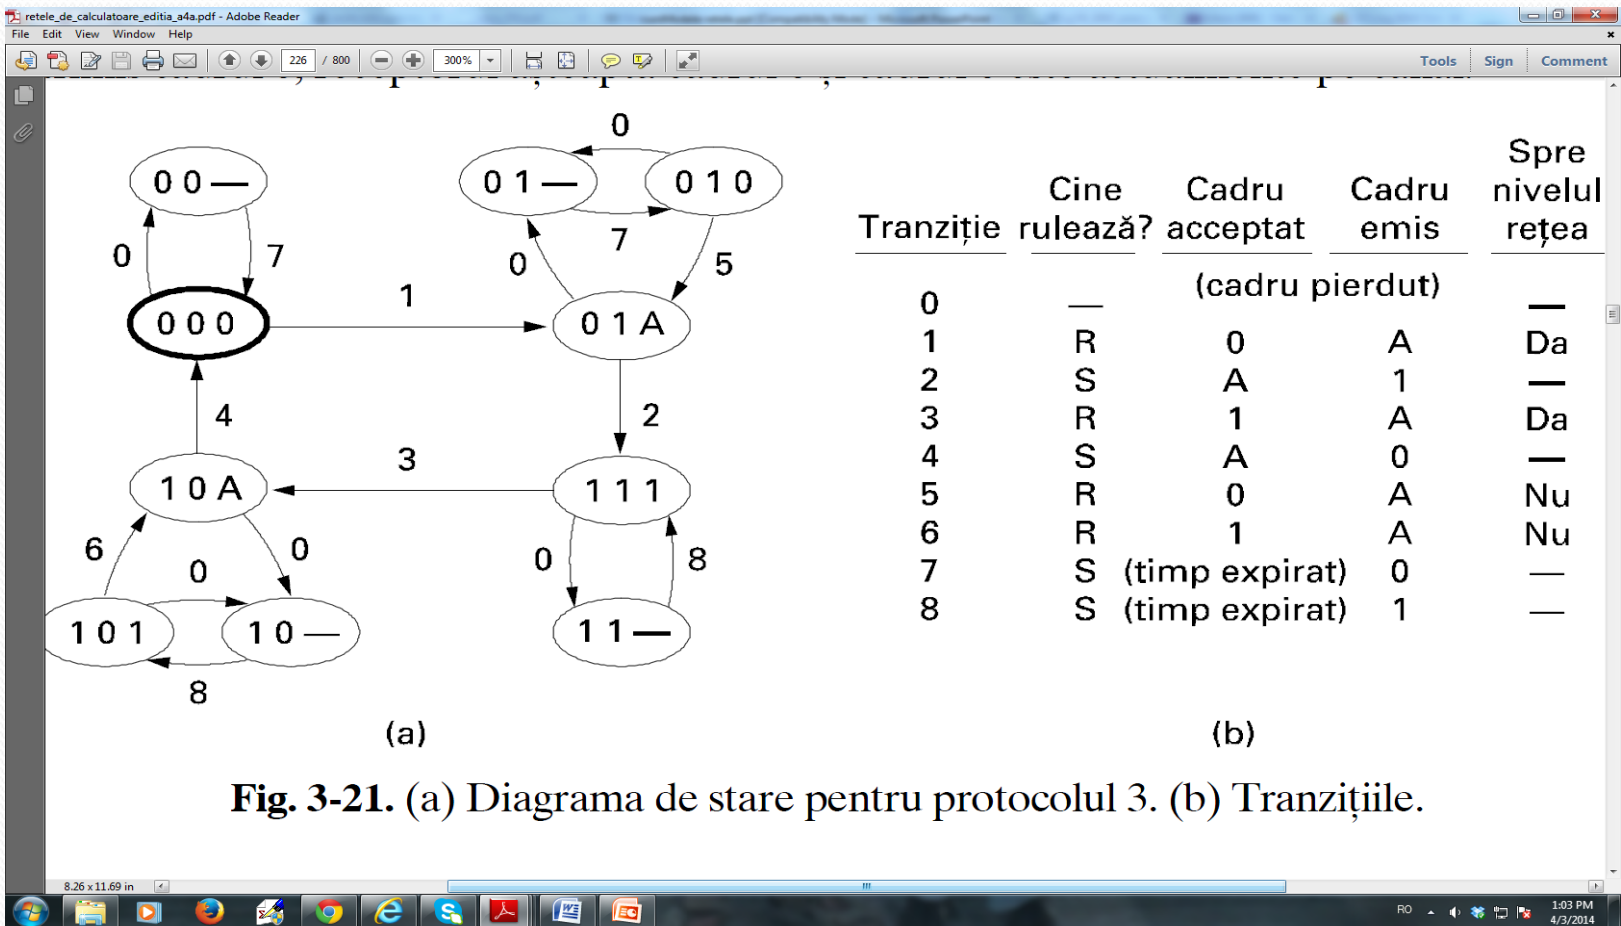 retele_de_calculatoare_editia_a4a.pdf - Adobe Reader
File Edit View Window Help
226 / 800 300% Tools Sign Comment
0 0 —
0
7
0 0 0
1
0
0 1 —
0 1 0
7
0
5
0 1 A
2
4
3
1 0 A
1 1 1
6
0
0
0
8
1 0 1
1 0 —
1 1 —
8
(a)
Tranziție Cine rulează? Cadru acceptat Cadru emis Spre nivelul rețea
0 — (cadru pierdut) —
1 R 0 A Da
2 S A 1 —
3 R 1 A Da
4 S A 0 —
5 R 0 A Nu
6 R 1 A Nu
7 S (timp expirat) 0 —
8 S (timp expirat) 1 —
(b)
Fig. 3-21. (a) Diagrama de stare pentru protocolul 3. (b) Tranzițiile.
8.26 x 11.69 in
RO 1:03 PM
4/3/2014